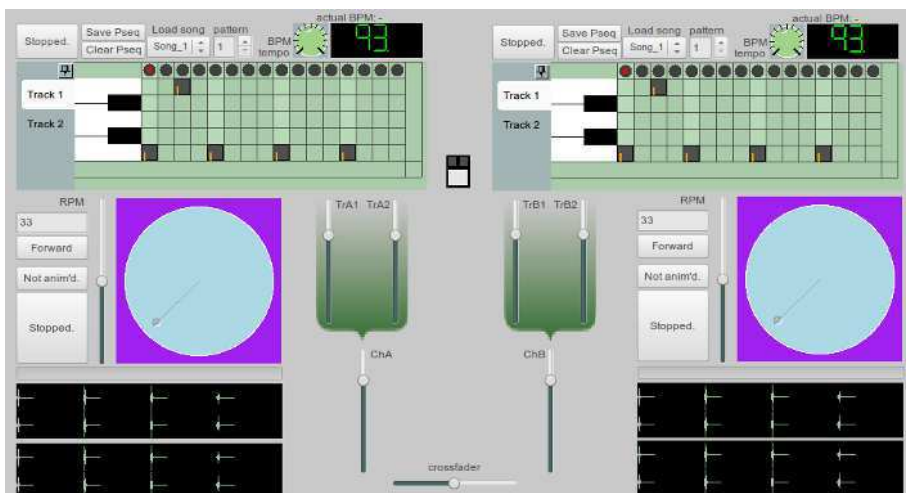 actual BPM: -
Stopped.
Save Pseq
Load song
pattern
Clear Pseq
Song_1
1
BPM
tempo
93
Track 1
Track 2
RPM
33
Forward
Not anim'd.
Stopped.
TrA1 TrA2
ChA
actual BPM: -
Stopped.
Save Pseq
Load song
pattern
Clear Pseq
Song_1
1
BPM
tempo
93
Track 1
Track 2
TrB1 TrB2
ChB
RPM
33
Forward
Not anim'd.
Stopped.
crossfader